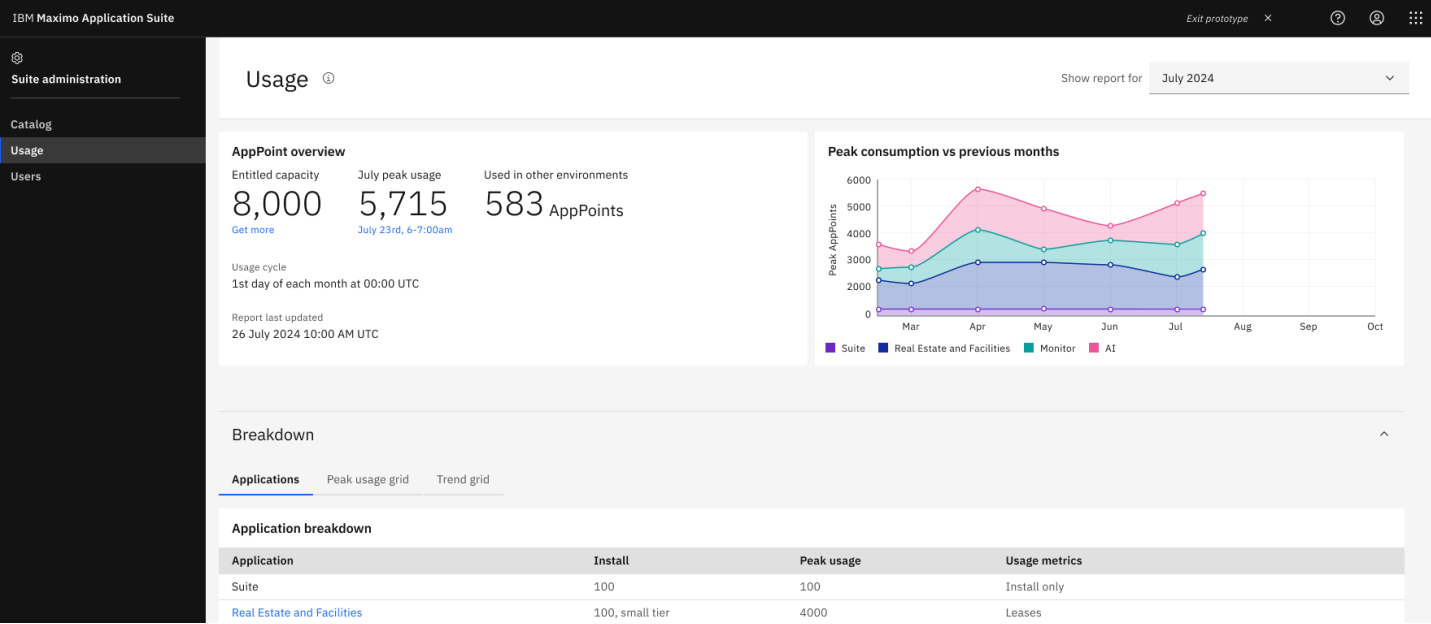 IBM Maximo Application Suite
Exit prototype
Suite administration
Catalog
Usage
Users
Usage
Show report for
July 2024
AppPoint overview
Entitled capacity
8,000
Get more
July peak usage
5,715
July 23rd, 6-7:00am
Used in other environments
583 AppPoints
Usage cycle
1st day of each month at 00:00 UTC
Report last updated
26 July 2024 10:00 AM UTC
Peak consumption vs previous months
Peak AppPoints
6000
5000
4000
3000
2000
0
Mar Apr May Jun Jul Aug Sep Oct
Suite Real Estate and Facilities Monitor AI
Breakdown
Applications Peak usage grid Trend grid
Application breakdown
Application Install Peak usage Usage metrics
Suite 100 100 Install only
Real Estate and Facilities 100, small tier 4000 Leases